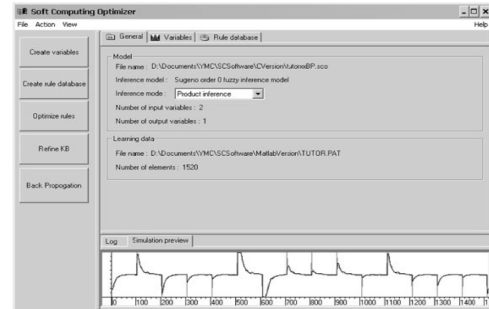 Soft Computing Optimizer
File Action View Help
General Variables Rule database
Create variables
Create rule database
Optimize rules
Refine KB
Back Propogation
Model
File name : D:\Documents\YMC\SCSoftware\CVersion\tutorxBP.sco
Inference model : Sugeno order 0 fuzzy inference model
Inference mode : Product inference
Number of input variables : 2
Number of output variables : 1
Learning data
File name : D:\Documents\YMC\SCSoftware\MatlabVersion\TUTOR.PAT
Number of elements : 1520
Log Simulation preview
0 100 200 300 400 500 600 700 800 900 1000 1100 1200 1300 1400